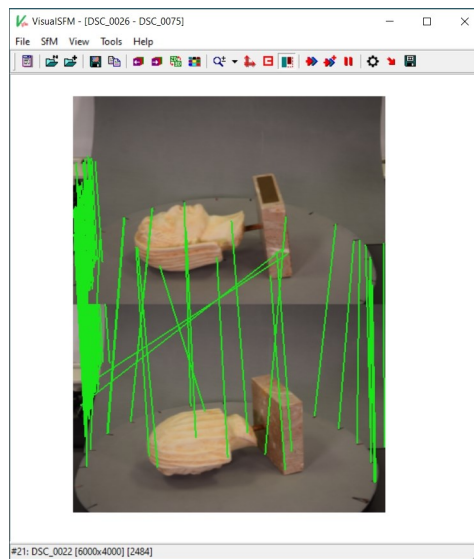 VisualSFM - [DSC_0026 - DSC_0075]
File SfM View Tools Help
#21: DSC_0022 [6000x4000] [2484]